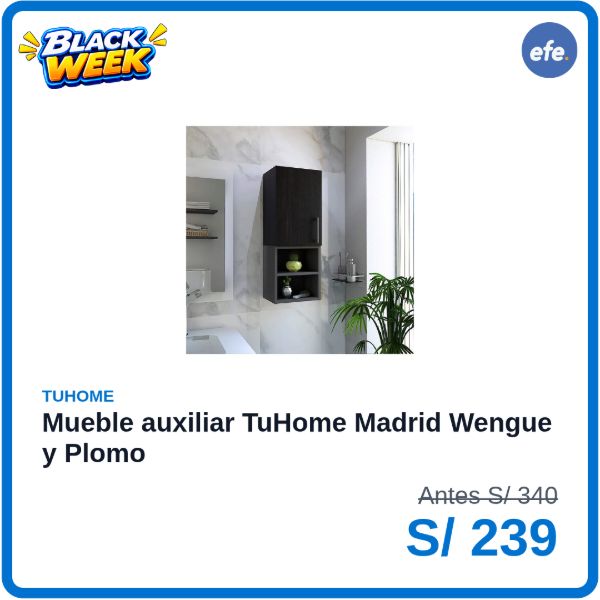 BLACK
WEEK
efe.
TUHOME
Mueble auxiliar TuHome Madrid Wengue
y Plomo
Antes S/ 340
S/ 239